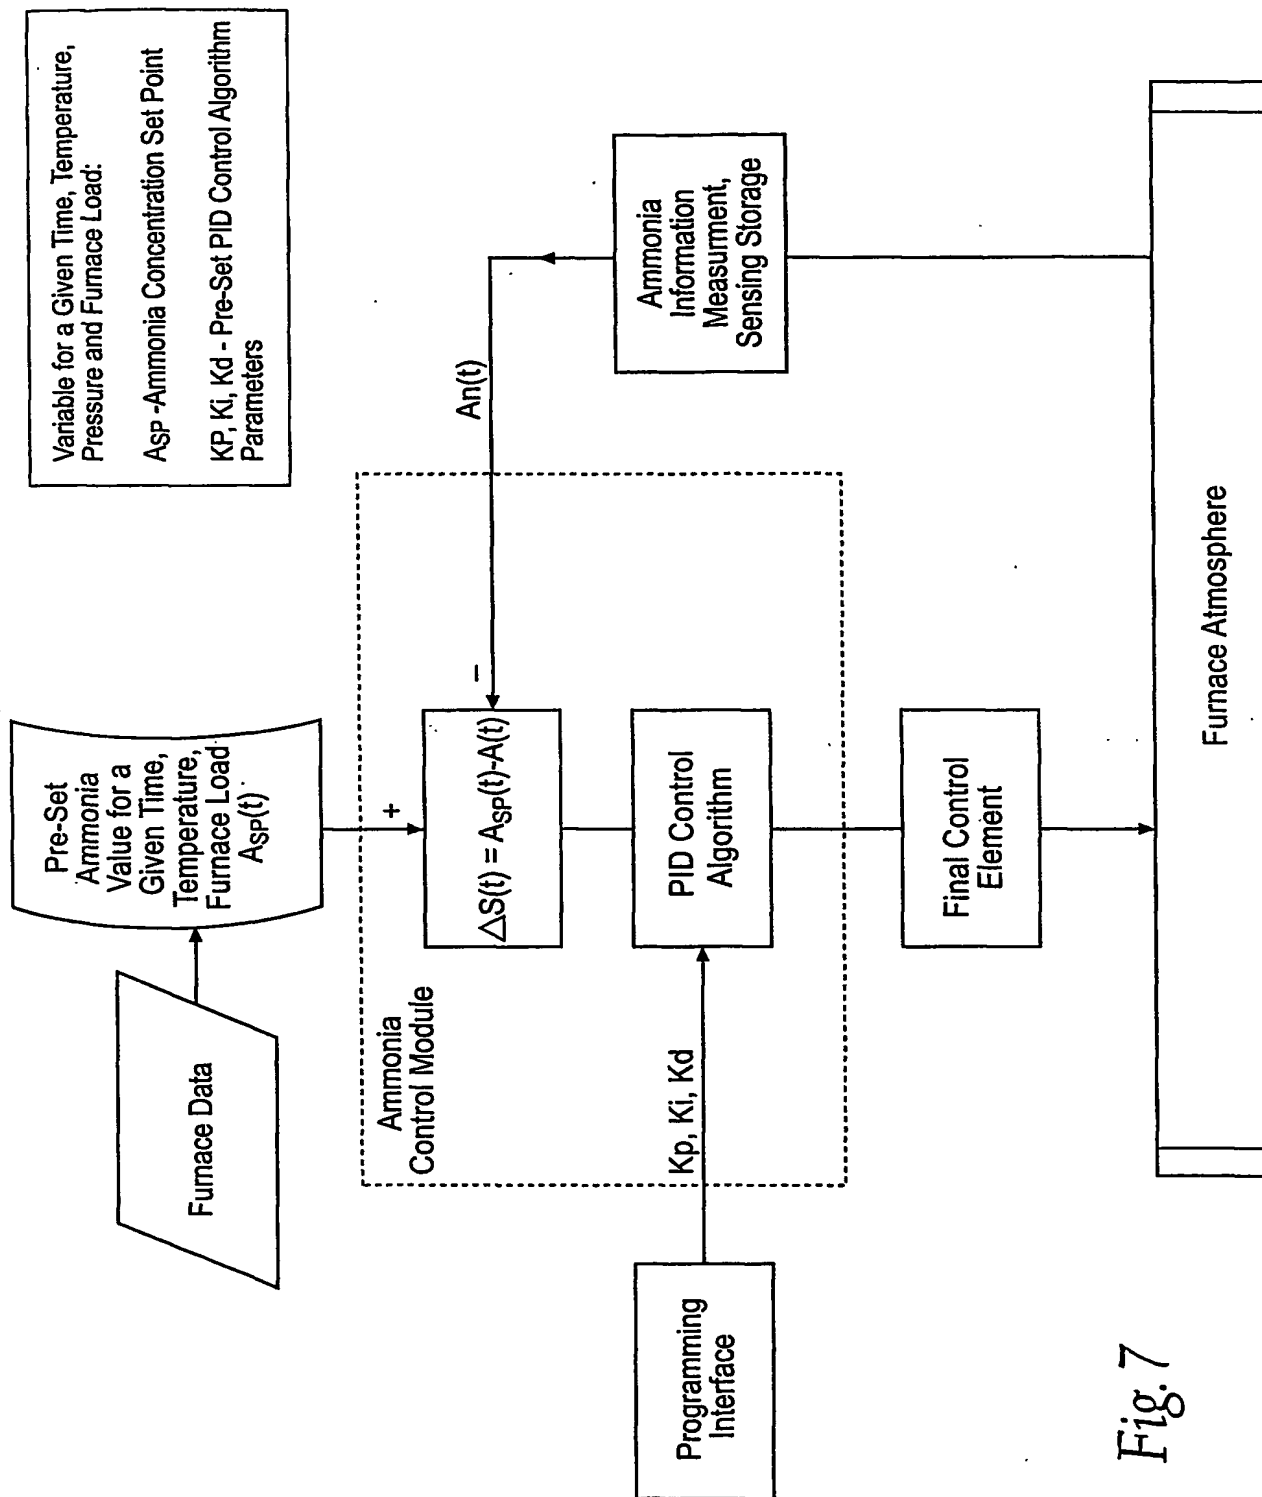 Furnace Data
Pre-Set
Ammonia
Value for a
Given Time,
Temperature,
Furnace Load
ASP(t)
Variable for a Given Time, Temperature,
Pressure and Furnace Load:
ASP -Ammonia Concentration Set Point
KP, Ki, Kd - Pre-Set PID Control Algorithm
Parameters
+
Ammonia
Control Module
△S(t) = ASP(t)-A(t)
−
An(t)
Ammonia
Information
Measurment,
Sensing Storage
Programming
Interface
Kp, Ki, Kd
PID Control
Algorithm
Final Control
Element
Furnace Atmosphere
Fig. 7